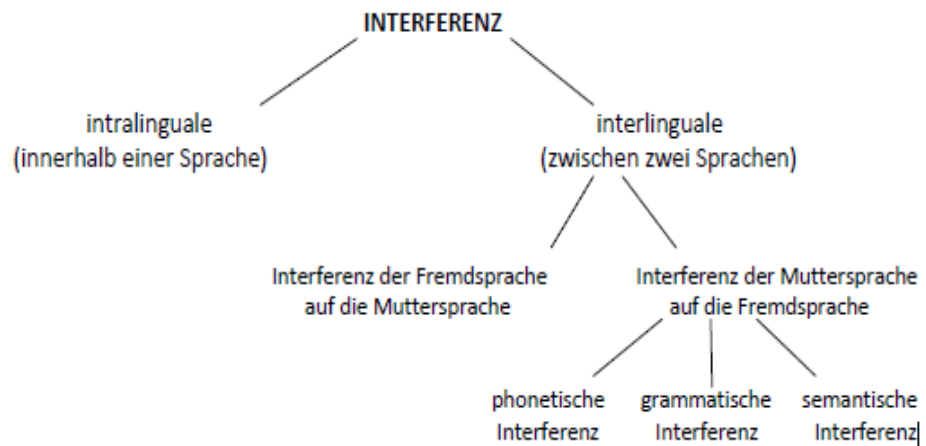 INTERFERENZ
intralinguale
(innerhalb einer Sprache)
interlinguale
(zwischen zwei Sprachen)
Interferenz der Fremdsprache
auf die Muttersprache
Interferenz der Muttersprache
auf die Fremdsprache
phonetische
Interferenz
grammatische
Interferenz
semantische
Interferenz